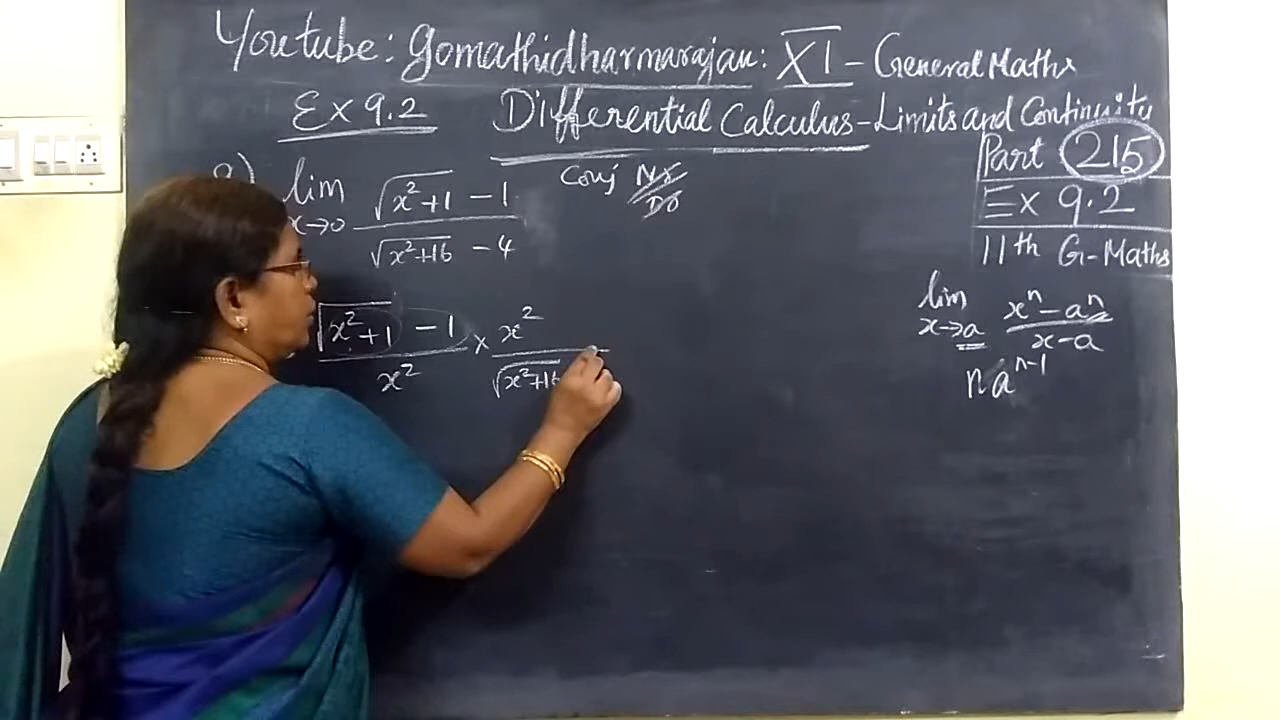 Youtube: Gomathidharmarajan: XI - General Maths
Ex 9.2 Differential Calculus - Limits and Continuity
Part 215
Ex 9.2
11th G-Maths
Conj Nr
Dr
lim x→0 (√(x²+1) - 1) / (√(x²+16) - 4)
(√(x²+1) - 1) / x² × x² / √(x²+16
lim x→a (xⁿ - aⁿ) / (x - a)
n aⁿ⁻¹